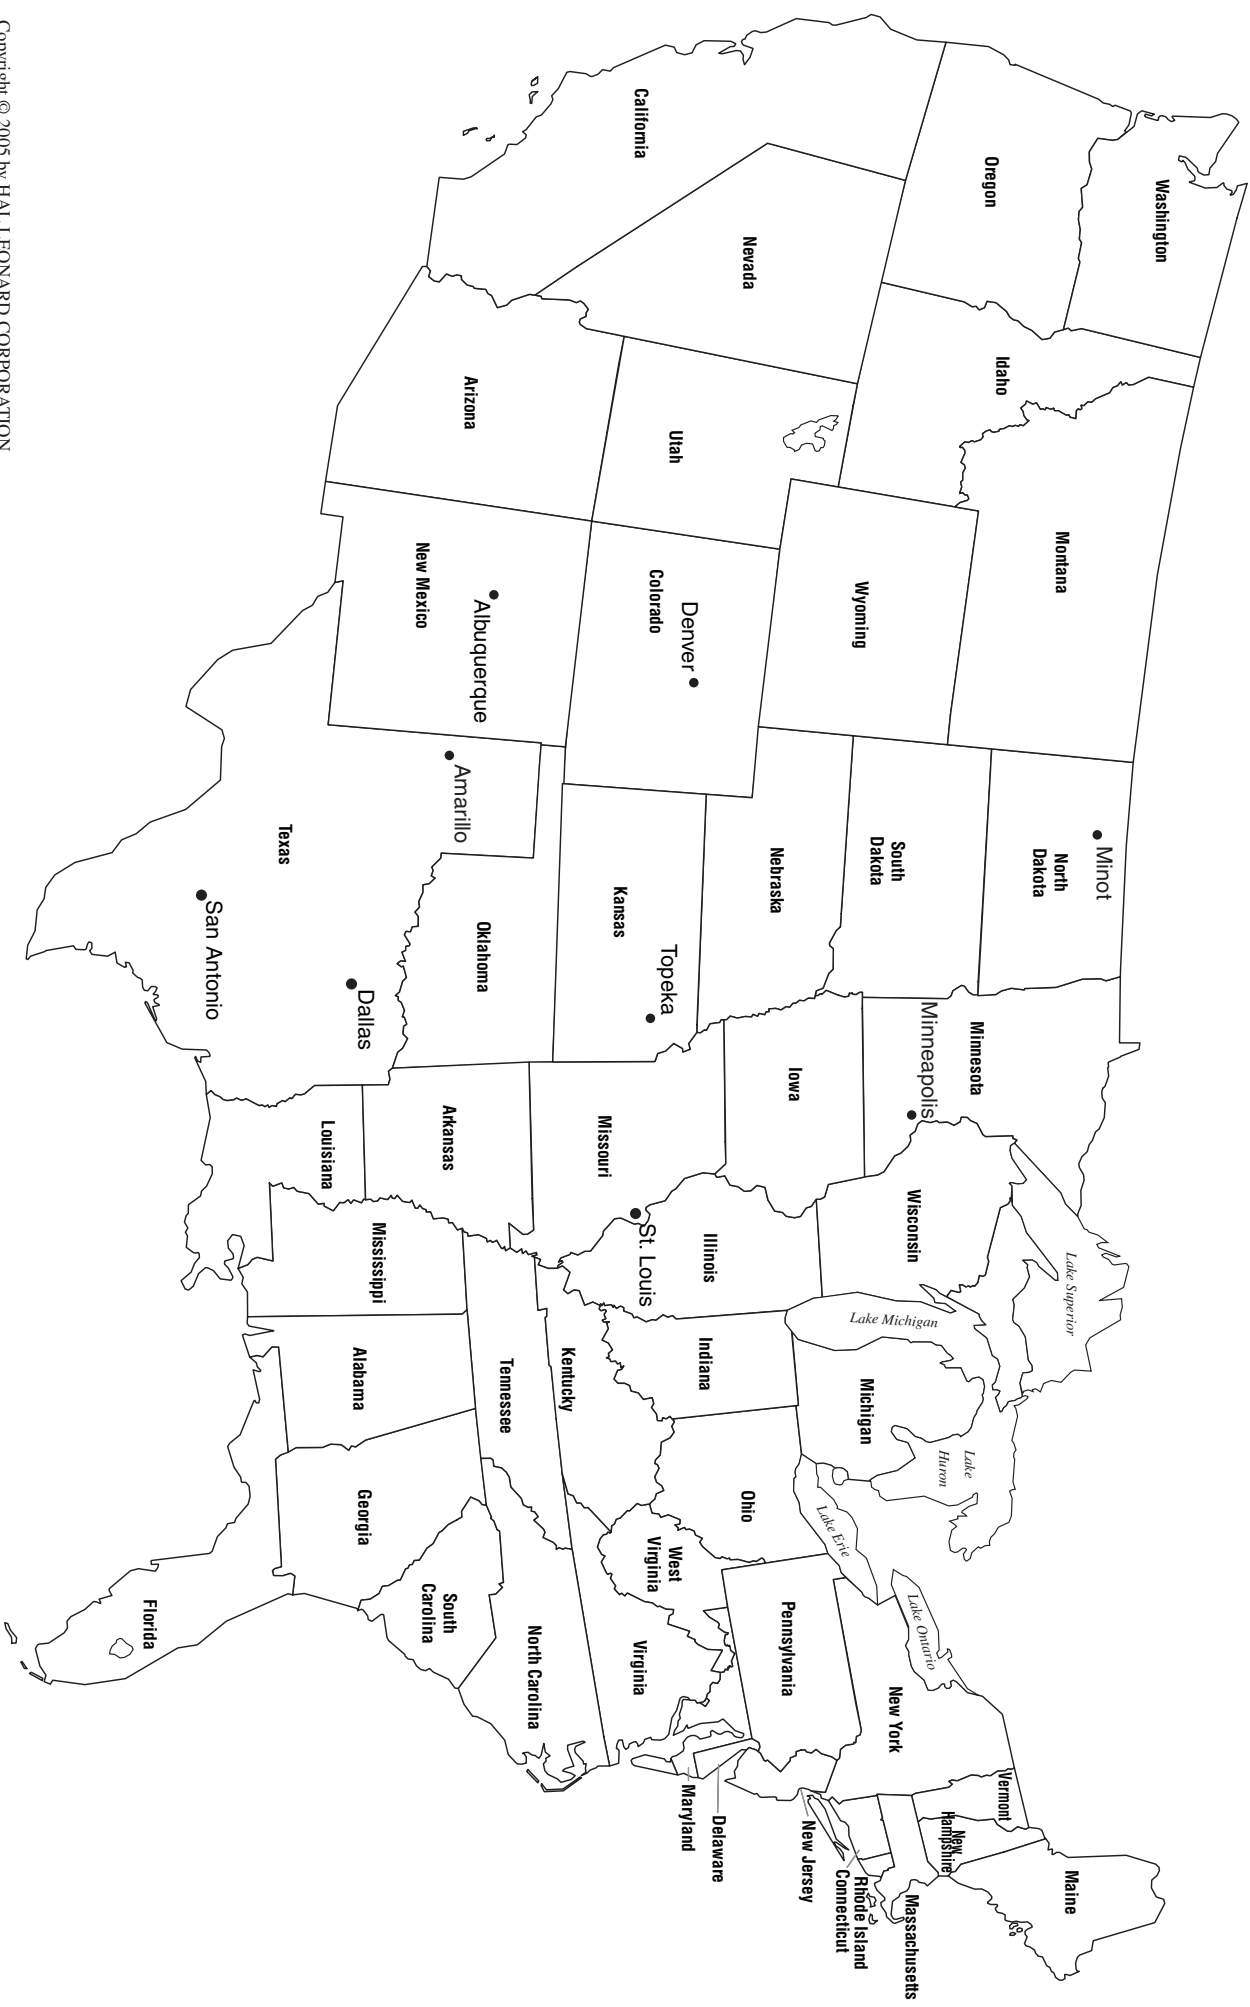 Washington
Oregon
California
Nevada
Idaho
Montana
Wyoming
Utah
Arizona
Colorado
Denver
New Mexico
Albuquerque
North
Dakota
Minot
South
Dakota
Nebraska
Kansas
Topeka
Oklahoma
Texas
Amarillo
Dallas
San Antonio
Minnesota
Minneapolis
Iowa
Missouri
St. Louis
Arkansas
Louisiana
Wisconsin
Illinois
Michigan
Indiana
Ohio
Kentucky
Tennessee
Mississippi
Alabama
Georgia
Florida
South
Carolina
North Carolina
Virginia
West
Virginia
Pennsylvania
New York
Vermont
New
Hampshire
Maine
Massachusetts
Rhode Island
Connecticut
New Jersey
Delaware
Maryland
Lake Superior
Lake Michigan
Lake
Huron
Lake Erie
Lake Ontario
Copyright © 2005 by HAL LEONARD CORPORATION